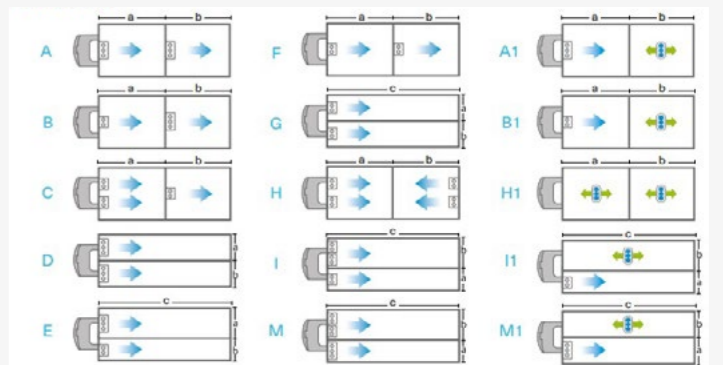 a b a b a b
A F A1
a b c a b
B G a b B1
a b a b a b
C H H1
c c
D a b I b a I1 b a
c c c
E a b M b a M1 b a